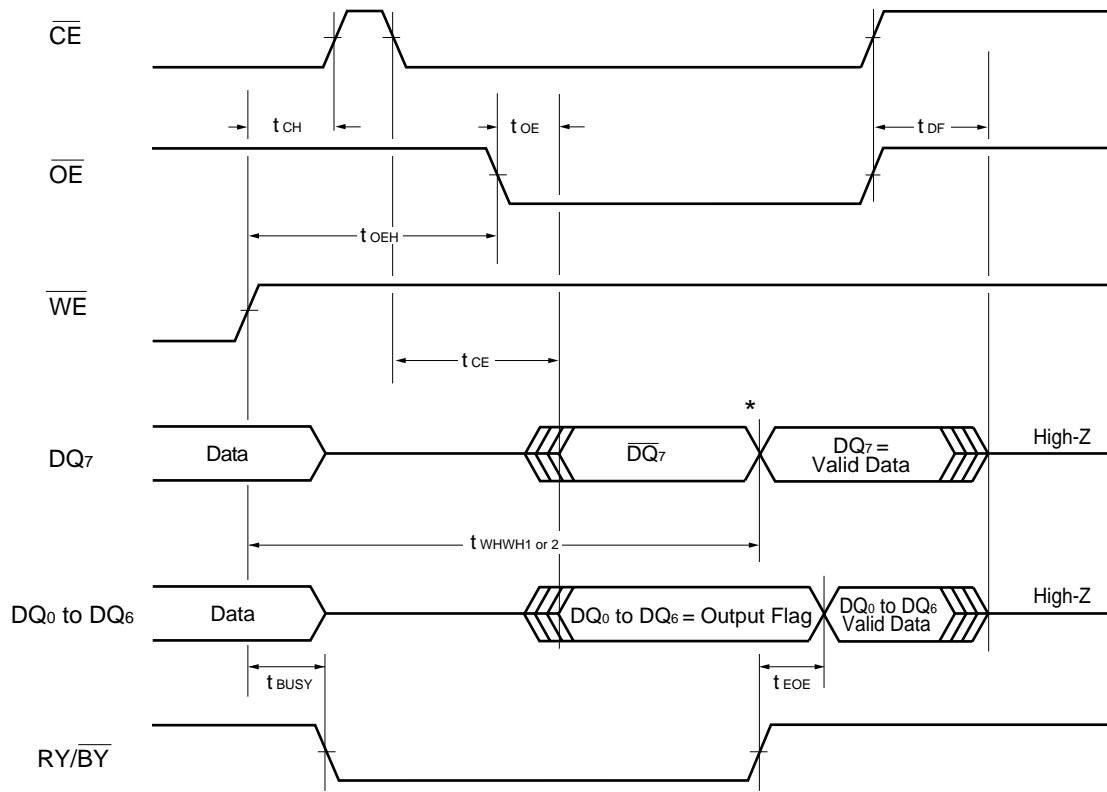 CE
t CH
t OE
t DF
OE
t OEH
WE
t CE
*
DQ7
Data
DQ7
DQ7 =
Valid Data
High-Z
t WHWH1 or 2
DQ0 to DQ6
Data
DQ0 to DQ6 = Output Flag
DQ0 to DQ6
Valid Data
High-Z
t BUSY
t EOE
RY/BY